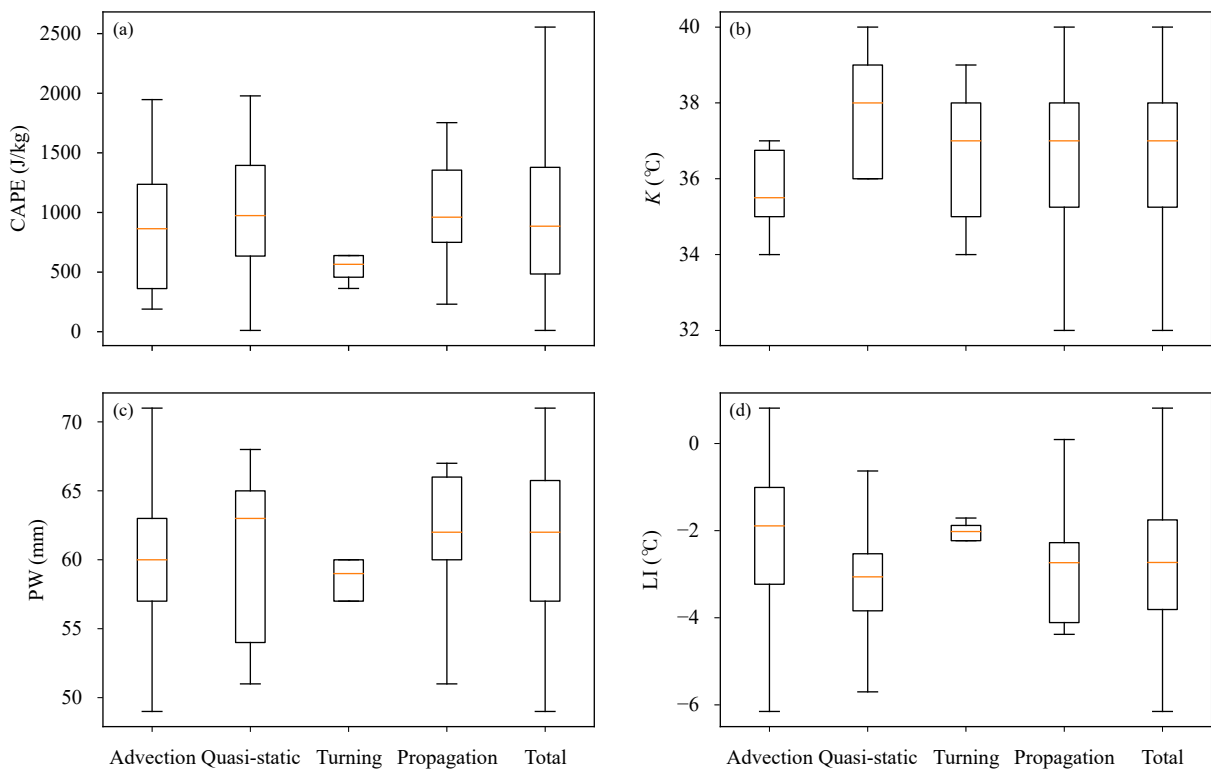 (a)
CAPE (J/kg)
2500
2000
1500
1000
500
0
(b)
K (℃)
40
38
36
34
32
(c)
PW (mm)
70
65
60
55
50
Advection Quasi-static Turning Propagation Total
(d)
LI (℃)
0
−2
−4
−6
Advection Quasi-static Turning Propagation Total